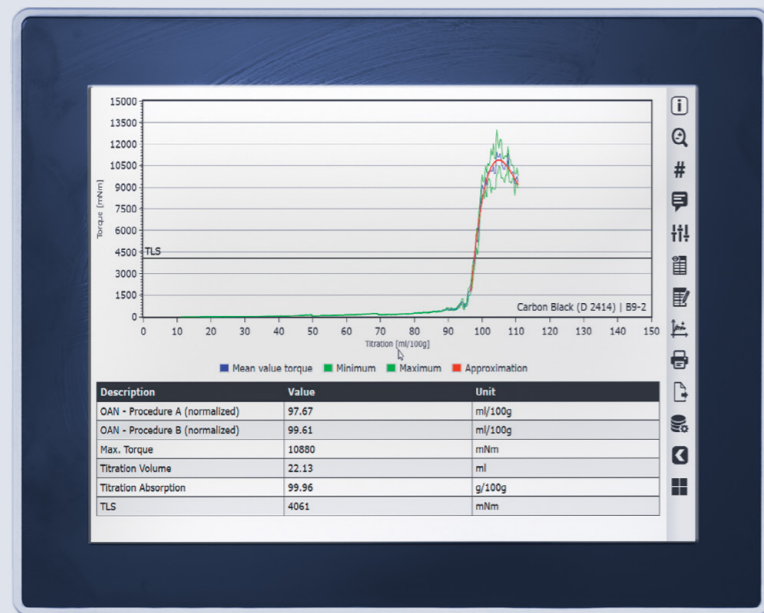 15000
13500
12000
10500
9000
7500
6000
4500
3000
1500
0
Torque [mNm]
TLS
Carbon Black (D 2414) | B9-2
0 10 20 30 40 50 60 70 80 90 100 110 120 130 140 150
Titration [ml/100g]
Mean value torque Minimum Maximum Approximation
Description Value Unit
OAN - Procedure A (normalized) 97.67 ml/100g
OAN - Procedure B (normalized) 99.61 ml/100g
Max. Torque 10880 mNm
Titration Volume 22.13 ml
Titration Absorption 99.96 g/100g
TLS 4061 mNm
i
#